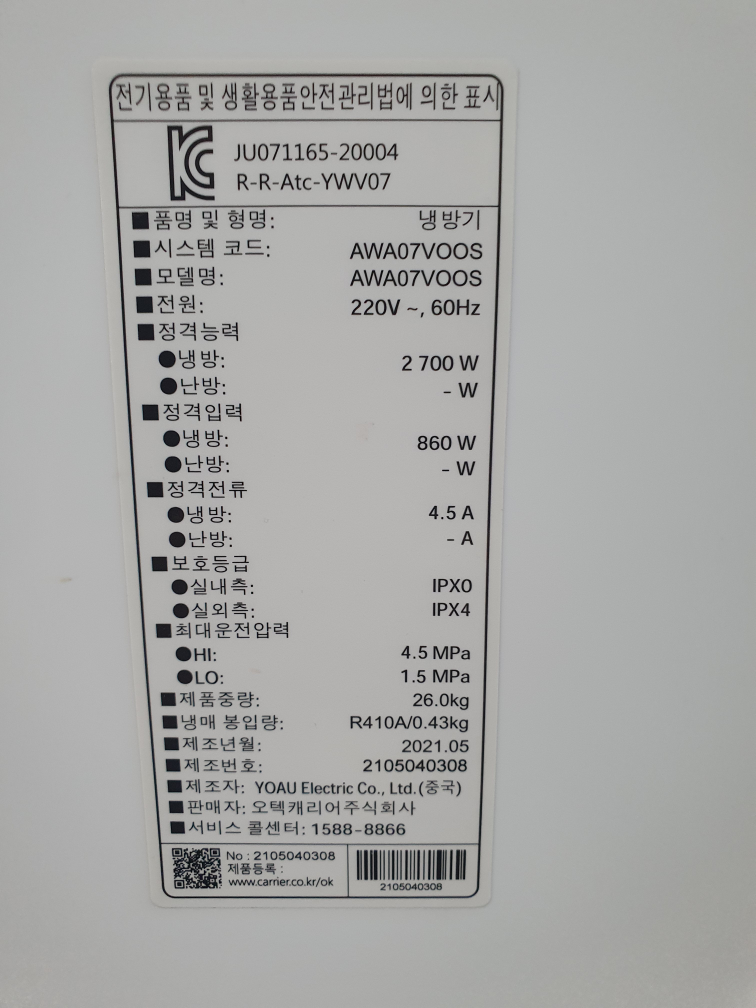 전기용품 및 생활용품안전관리법에 의한 표시
JU071165-20004
R-R-Atc-YWV07
■품명 및 형명: 냉방기
■시스템 코드: AWA07VOOS
■모델명: AWA07VOOS
■전원: 220V ~, 60Hz
■정격능력
●냉방: 2 700 W
●난방: – W
■정격입력
●냉방: 860 W
●난방: – W
■정격전류
●냉방: 4.5 A
●난방: – A
■보호등급
●실내측: IPX0
●실외측: IPX4
■최대운전압력
●HI: 4.5 MPa
●LO: 1.5 MPa
■제품중량: 26.0kg
■냉매 봉입량: R410A/0.43kg
■제조년월: 2021.05
■제조번호: 2105040308
■제조자: YOAU Electric Co., Ltd.(중국)
■판매자: 오텍캐리어주식회사
■서비스 콜센터: 1588-8866
No : 2105040308
제품등록 :
www.carrier.co.kr/ok
2105040308